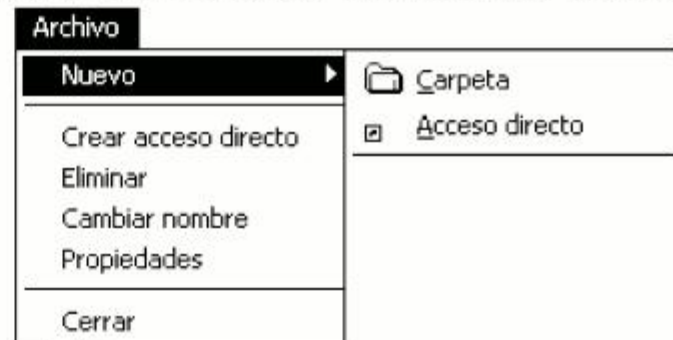 Archivo
Nuevo
Carpeta
Acceso directo
Crear acceso directo
Eliminar
Cambiar nombre
Propiedades
Cerrar